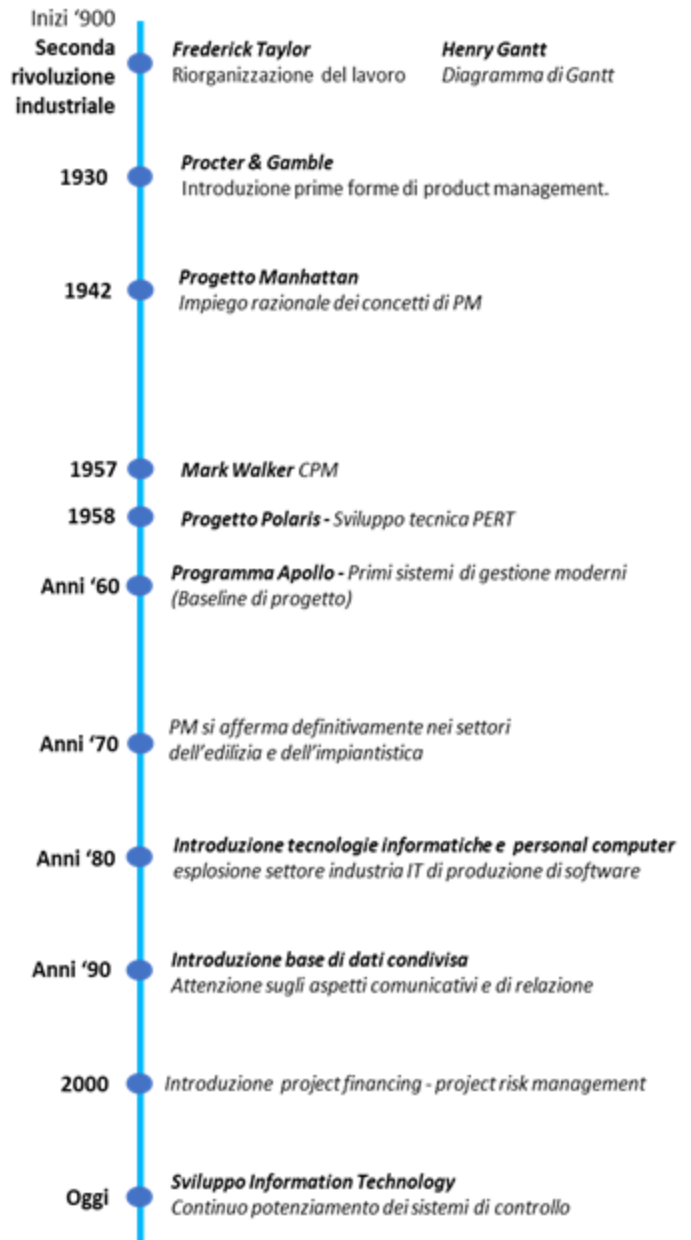 Inizi ‘900
Seconda
rivoluzione
industriale
Frederick Taylor
Riorganizzazione del lavoro
Henry Gantt
Diagramma di Gantt
1930
Procter & Gamble
Introduzione prime forme di product management.
1942
Progetto Manhattan
Impiego razionale dei concetti di PM
1957
Mark Walker CPM
1958
Progetto Polaris - Sviluppo tecnica PERT
Anni ‘60
Programma Apollo - Primi sistemi di gestione moderni
(Baseline di progetto)
Anni ‘70
PM si afferma definitivamente nei settori
dell’edilizia e dell’impiantistica
Anni ‘80
Introduzione tecnologie informatiche e personal computer
esplosione settore industria IT di produzione di software
Anni ‘90
Introduzione base di dati condivisa
Attenzione sugli aspetti comunicativi e di relazione
2000
Introduzione project financing - project risk management
Oggi
Sviluppo Information Technology
Continuo potenziamento dei sistemi di controllo